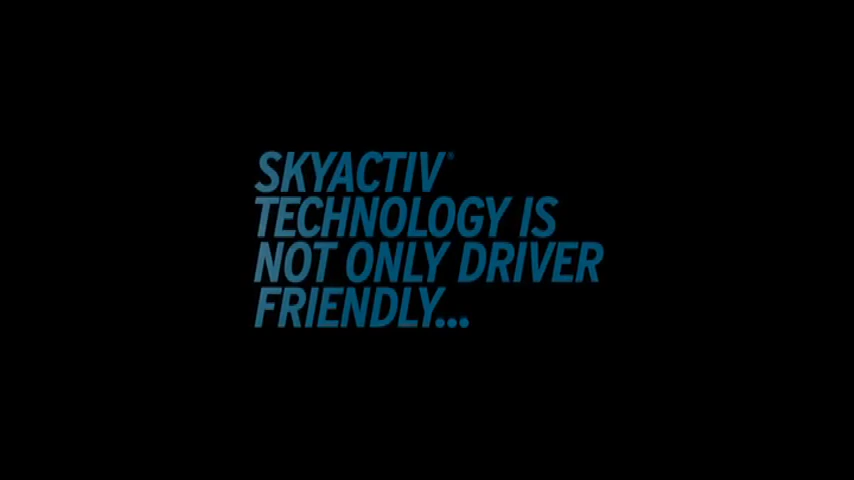 SKYACTIV®
TECHNOLOGY IS
NOT ONLY DRIVER
FRIENDLY...